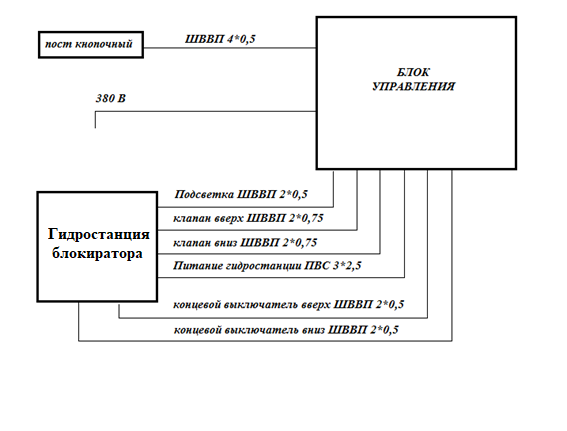 пост кнопочный
ШВВП 4*0,5
БЛОК
УПРАВЛЕНИЯ
380 В
Подсветка ШВВП 2*0,5
клапан вверх ШВВП 2*0,75
клапан вниз ШВВП 2*0,75
Питание гидростанции ПВС 3*2,5
Гидростанция
блокиратора
концевой выключатель вверх ШВВП 2*0,5
концевой выключатель вниз ШВВП 2*0,5